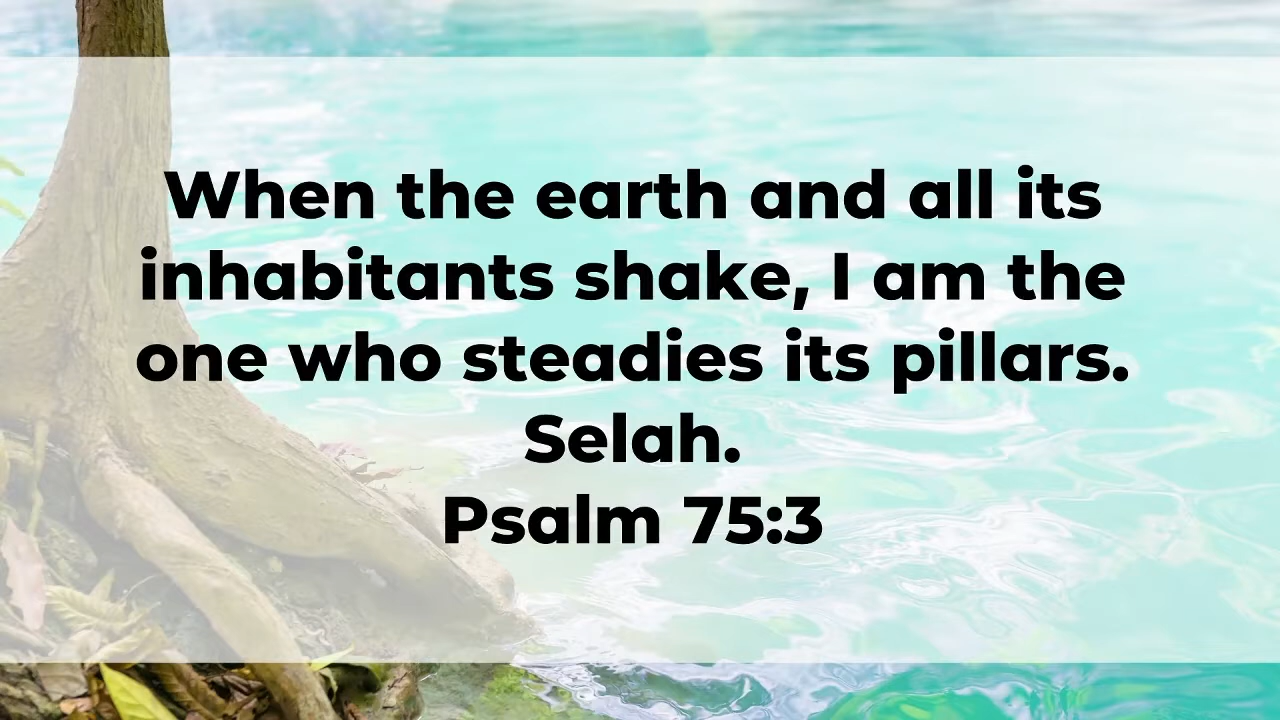 When the earth and all its
inhabitants shake, I am the
one who steadies its pillars.
Selah.
Psalm 75:3